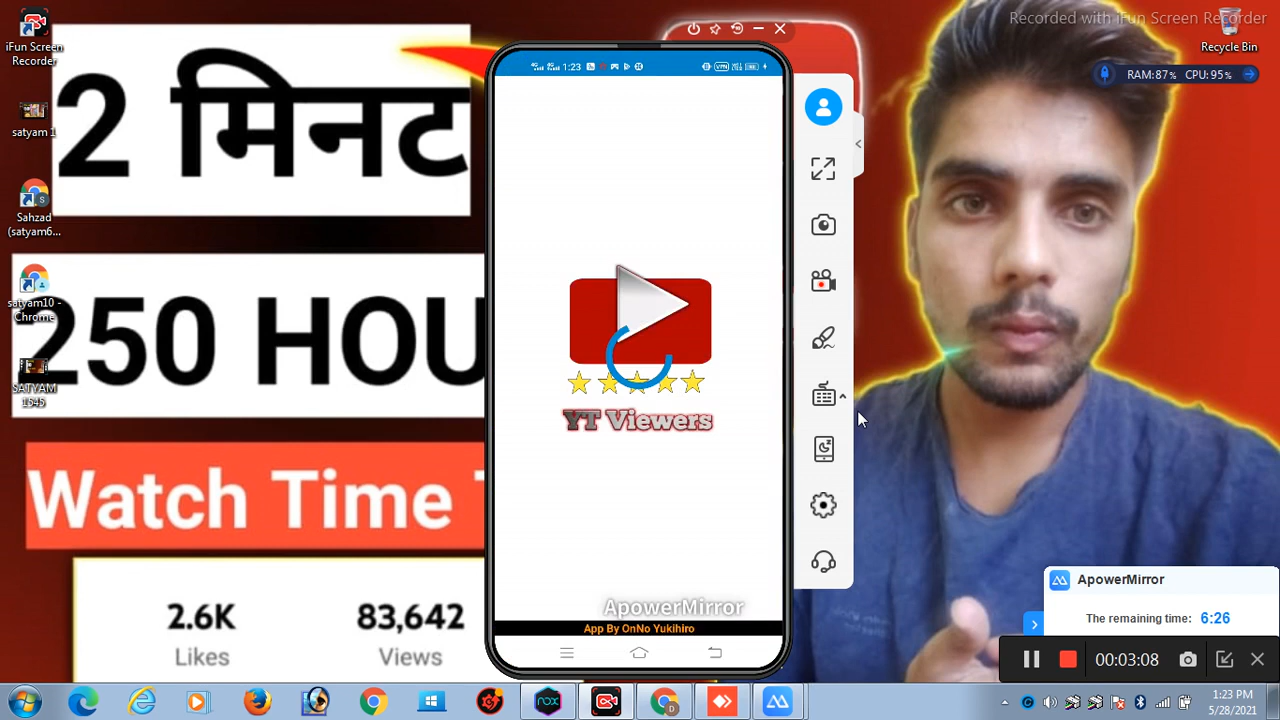 Recorded with iFun Screen Recorder
iFun Screen
Recorder
Recycle Bin
RAM:87% CPU:95%
2 मिनट
satyam 1
1:23
VPN
Sahzad
(satyam6...
satyam10 -
Chrome
250 HOU
SATYAM
1545
YT Viewers
Watch Time
ApowerMirror
App By OnNo Yukihiro
2.6K
Likes
83,642
Views
ApowerMirror
The remaining time: 6:26
00:03:08
nox
1:23 PM
5/28/2021